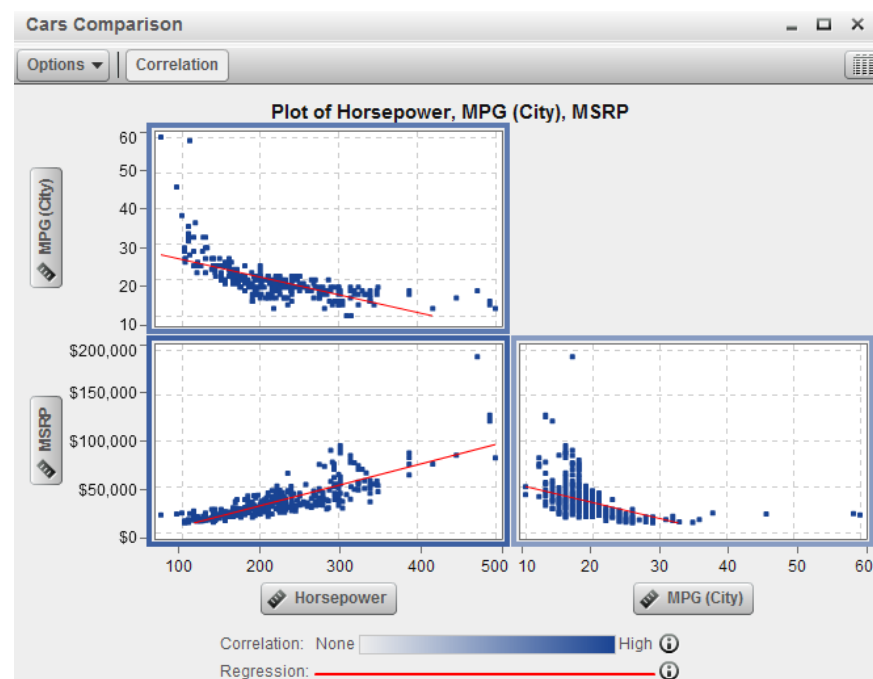 Cars Comparison
Options Correlation
Plot of Horsepower, MPG (City), MSRP
60
50
40
30
20
10
MPG (City)
$200,000
$150,000
$100,000
$50,000
$0
MSRP
100 200 300 400 500 10 20 30 40 50 60
Horsepower MPG (City)
Correlation: None High
Regression: